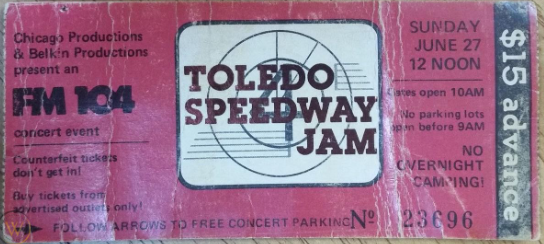 Chicago Productions
& Belkin Productions
present an
FM 104
concert event
Counterfeit tickets
don't get in!
Buy tickets from
advertised outlets only!
FOLLOW ARROWS TO FREE CONCERT PARKING
4
TOLEDO
SPEEDWAY
JAM
SUNDAY
JUNE 27
12 NOON
Gates open 10AM
No parking lots
open before 9AM
NO
OVERNIGHT
CAMPING!
Nº 23696
$15 advance